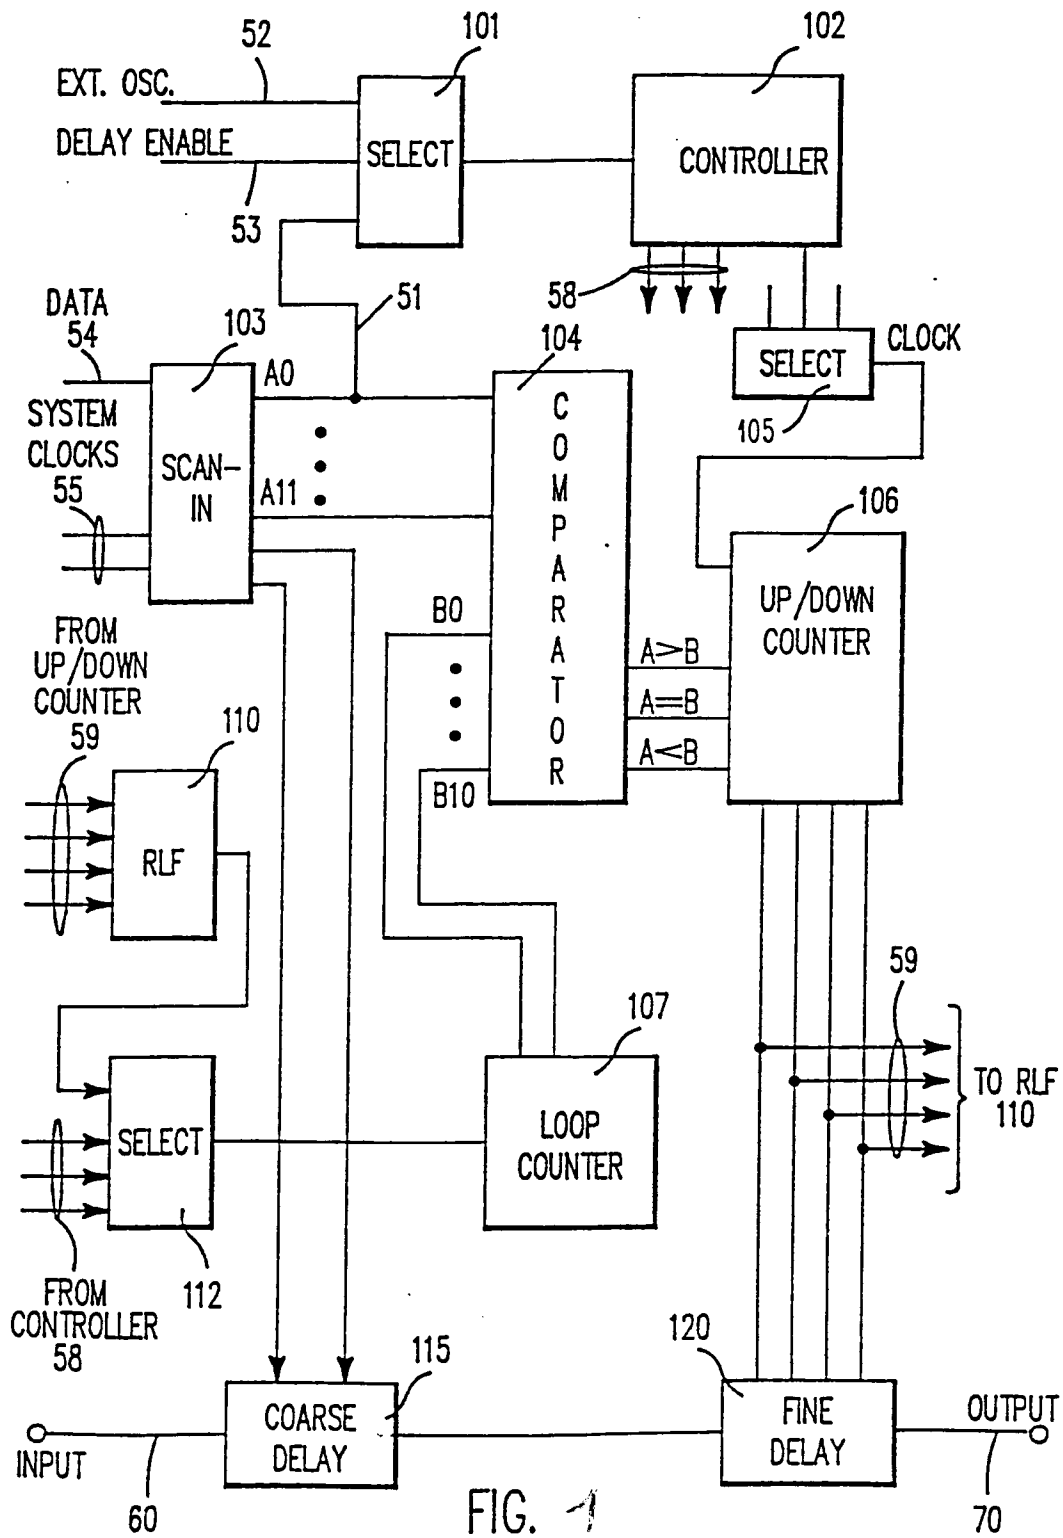 101
102
52
EXT. OSC.
DELAY ENABLE
SELECT
CONTROLLER
53
58
51
DATA
54
103
104
CLOCK
SELECT
105
A0
SYSTEM
CLOCKS
55
SCAN-
IN
A11
COMPARATOR
106
UP/DOWN
COUNTER
FROM
UP/DOWN
COUNTER
59
B0
A>B
A=B
A<B
B10
110
RLF
59
107
TO RLF
110
LOOP
COUNTER
SELECT
112
FROM
CONTROLLER
58
115
120
COARSE
DELAY
FINE
DELAY
INPUT
OUTPUT
60
70
FIG. 1